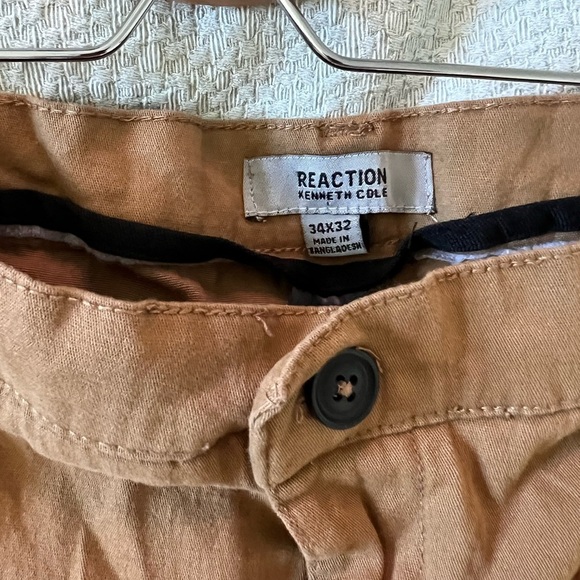 REACTION
KENNETH COLE
34X32
MADE IN
BANGLADESH